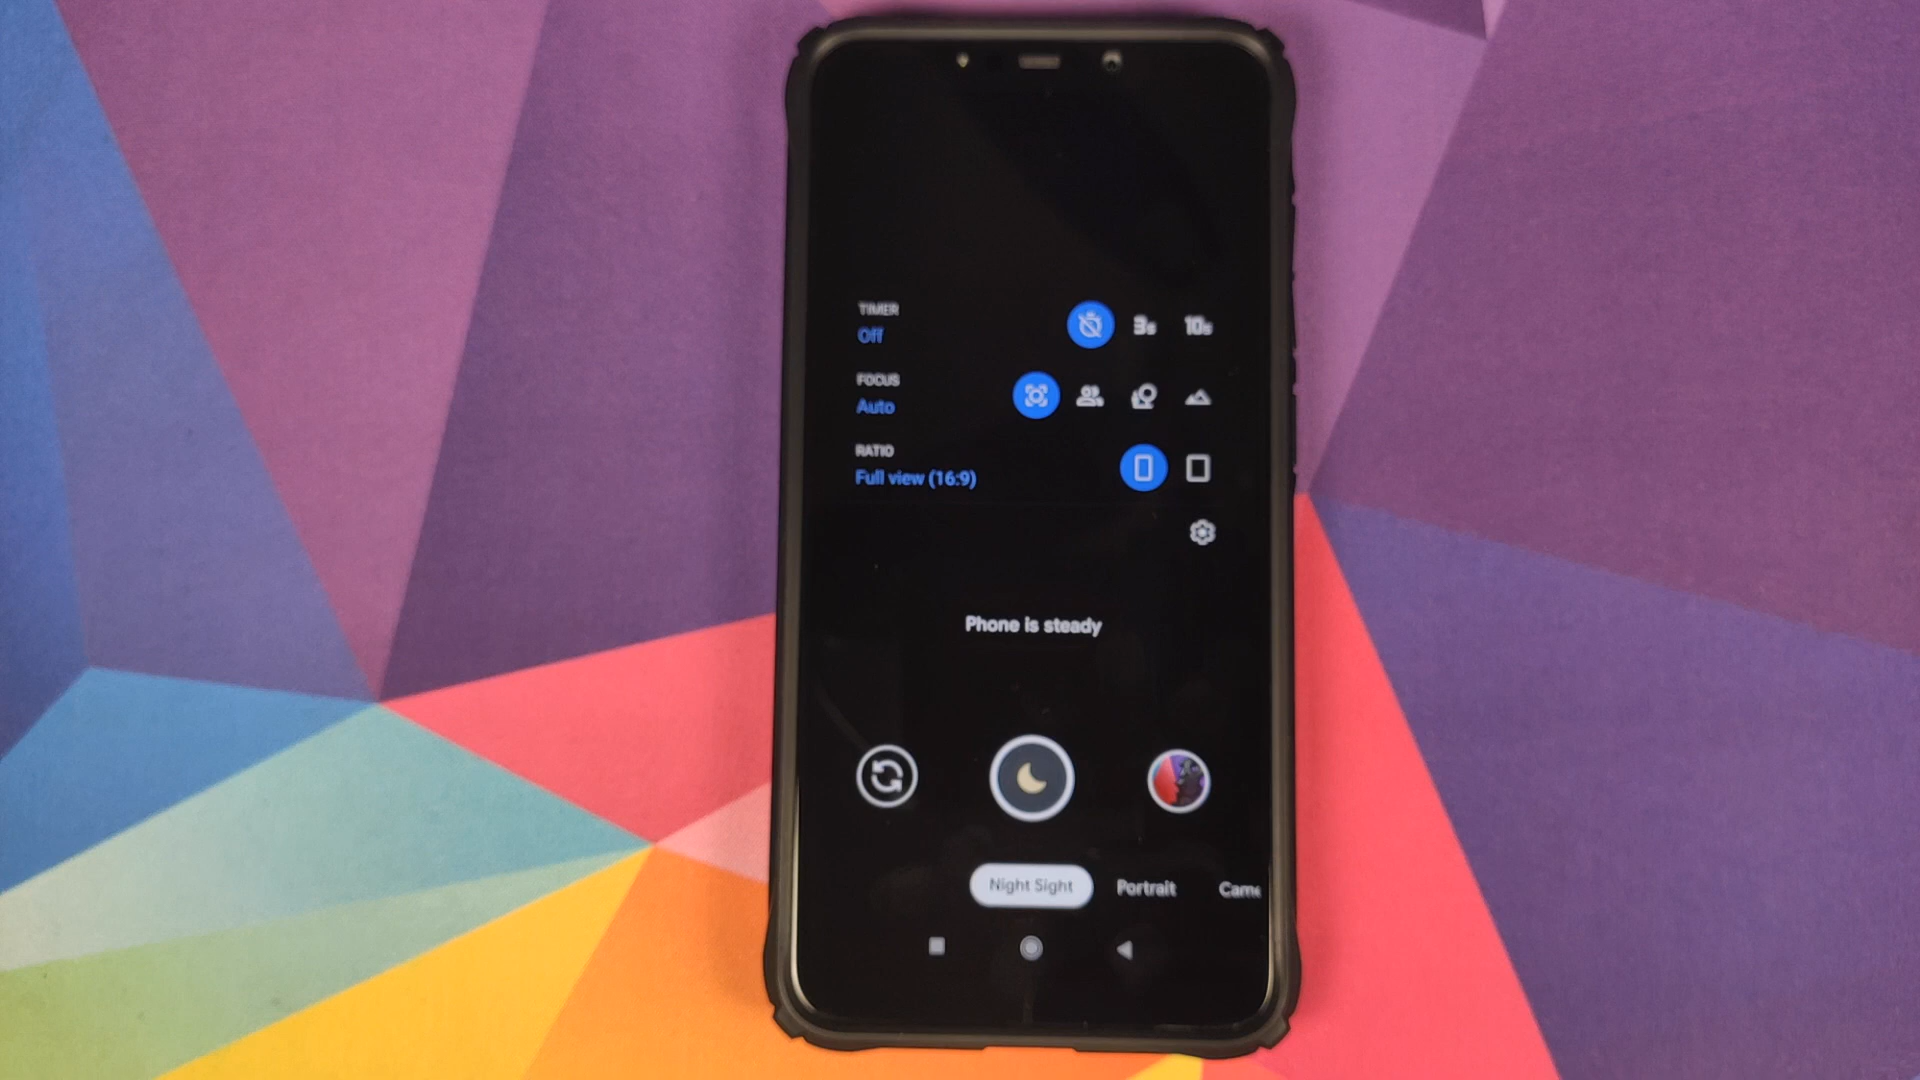 TIMER
Off
3s
10s
FOCUS
Auto
RATIO
Full view (16:9)
Phone is steady
Night Sight
Portrait
Came